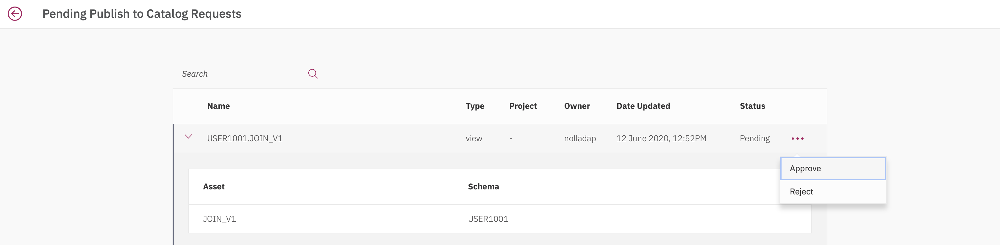 Pending Publish to Catalog Requests
Search
Name Type Project Owner Date Updated Status
USER1001.JOIN_V1 view - nolladap 12 June 2020, 12:52PM Pending
Approve
Reject
Asset Schema
JOIN_V1 USER1001